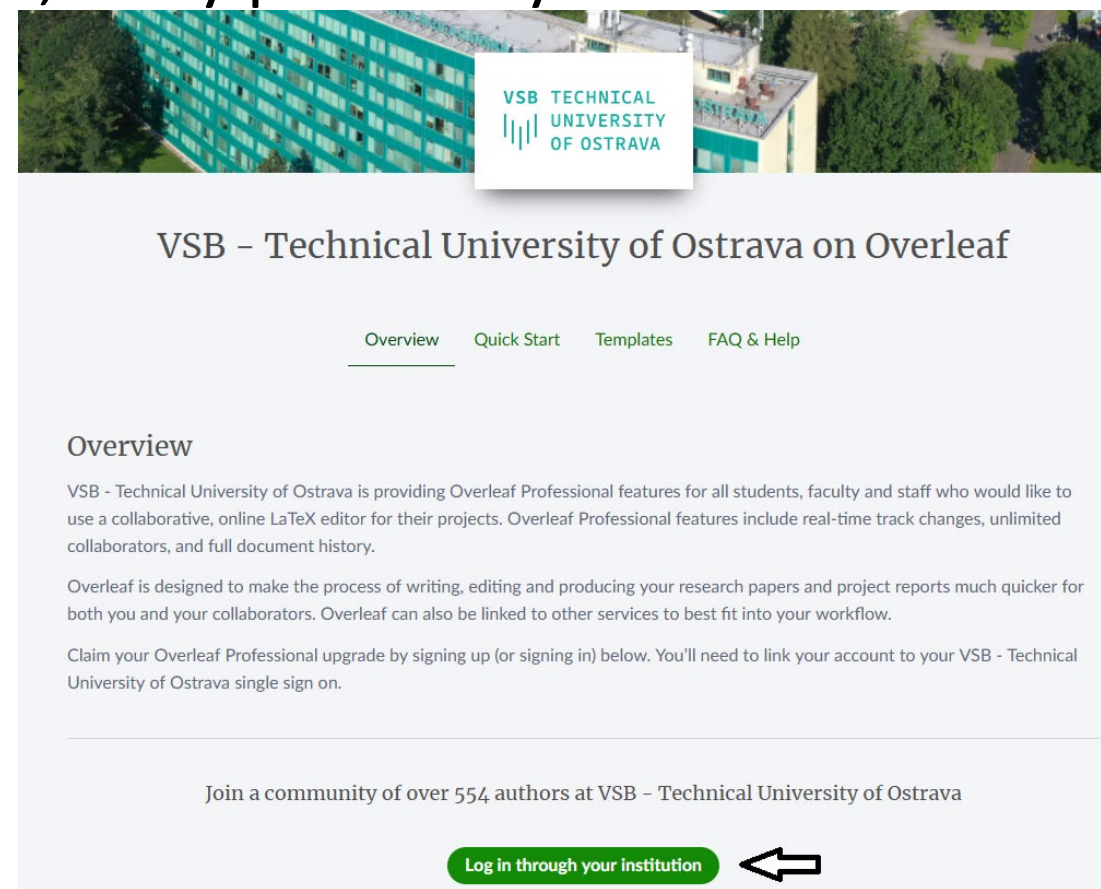 VSB TECHNICAL
UNIVERSITY
OF OSTRAVA
VSB - Technical University of Ostrava on Overleaf
Overview Quick Start Templates FAQ & Help
Overview
VSB - Technical University of Ostrava is providing Overleaf Professional features for all students, faculty and staff who would like to
use a collaborative, online LaTeX editor for their projects. Overleaf Professional features include real-time track changes, unlimited
collaborators, and full document history.
Overleaf is designed to make the process of writing, editing and producing your research papers and project reports much quicker for
both you and your collaborators. Overleaf can also be linked to other services to best fit into your workflow.
Claim your Overleaf Professional upgrade by signing up (or signing in) below. You’ll need to link your account to your VSB - Technical
University of Ostrava single sign on.
Join a community of over 554 authors at VSB - Technical University of Ostrava
Log in through your institution